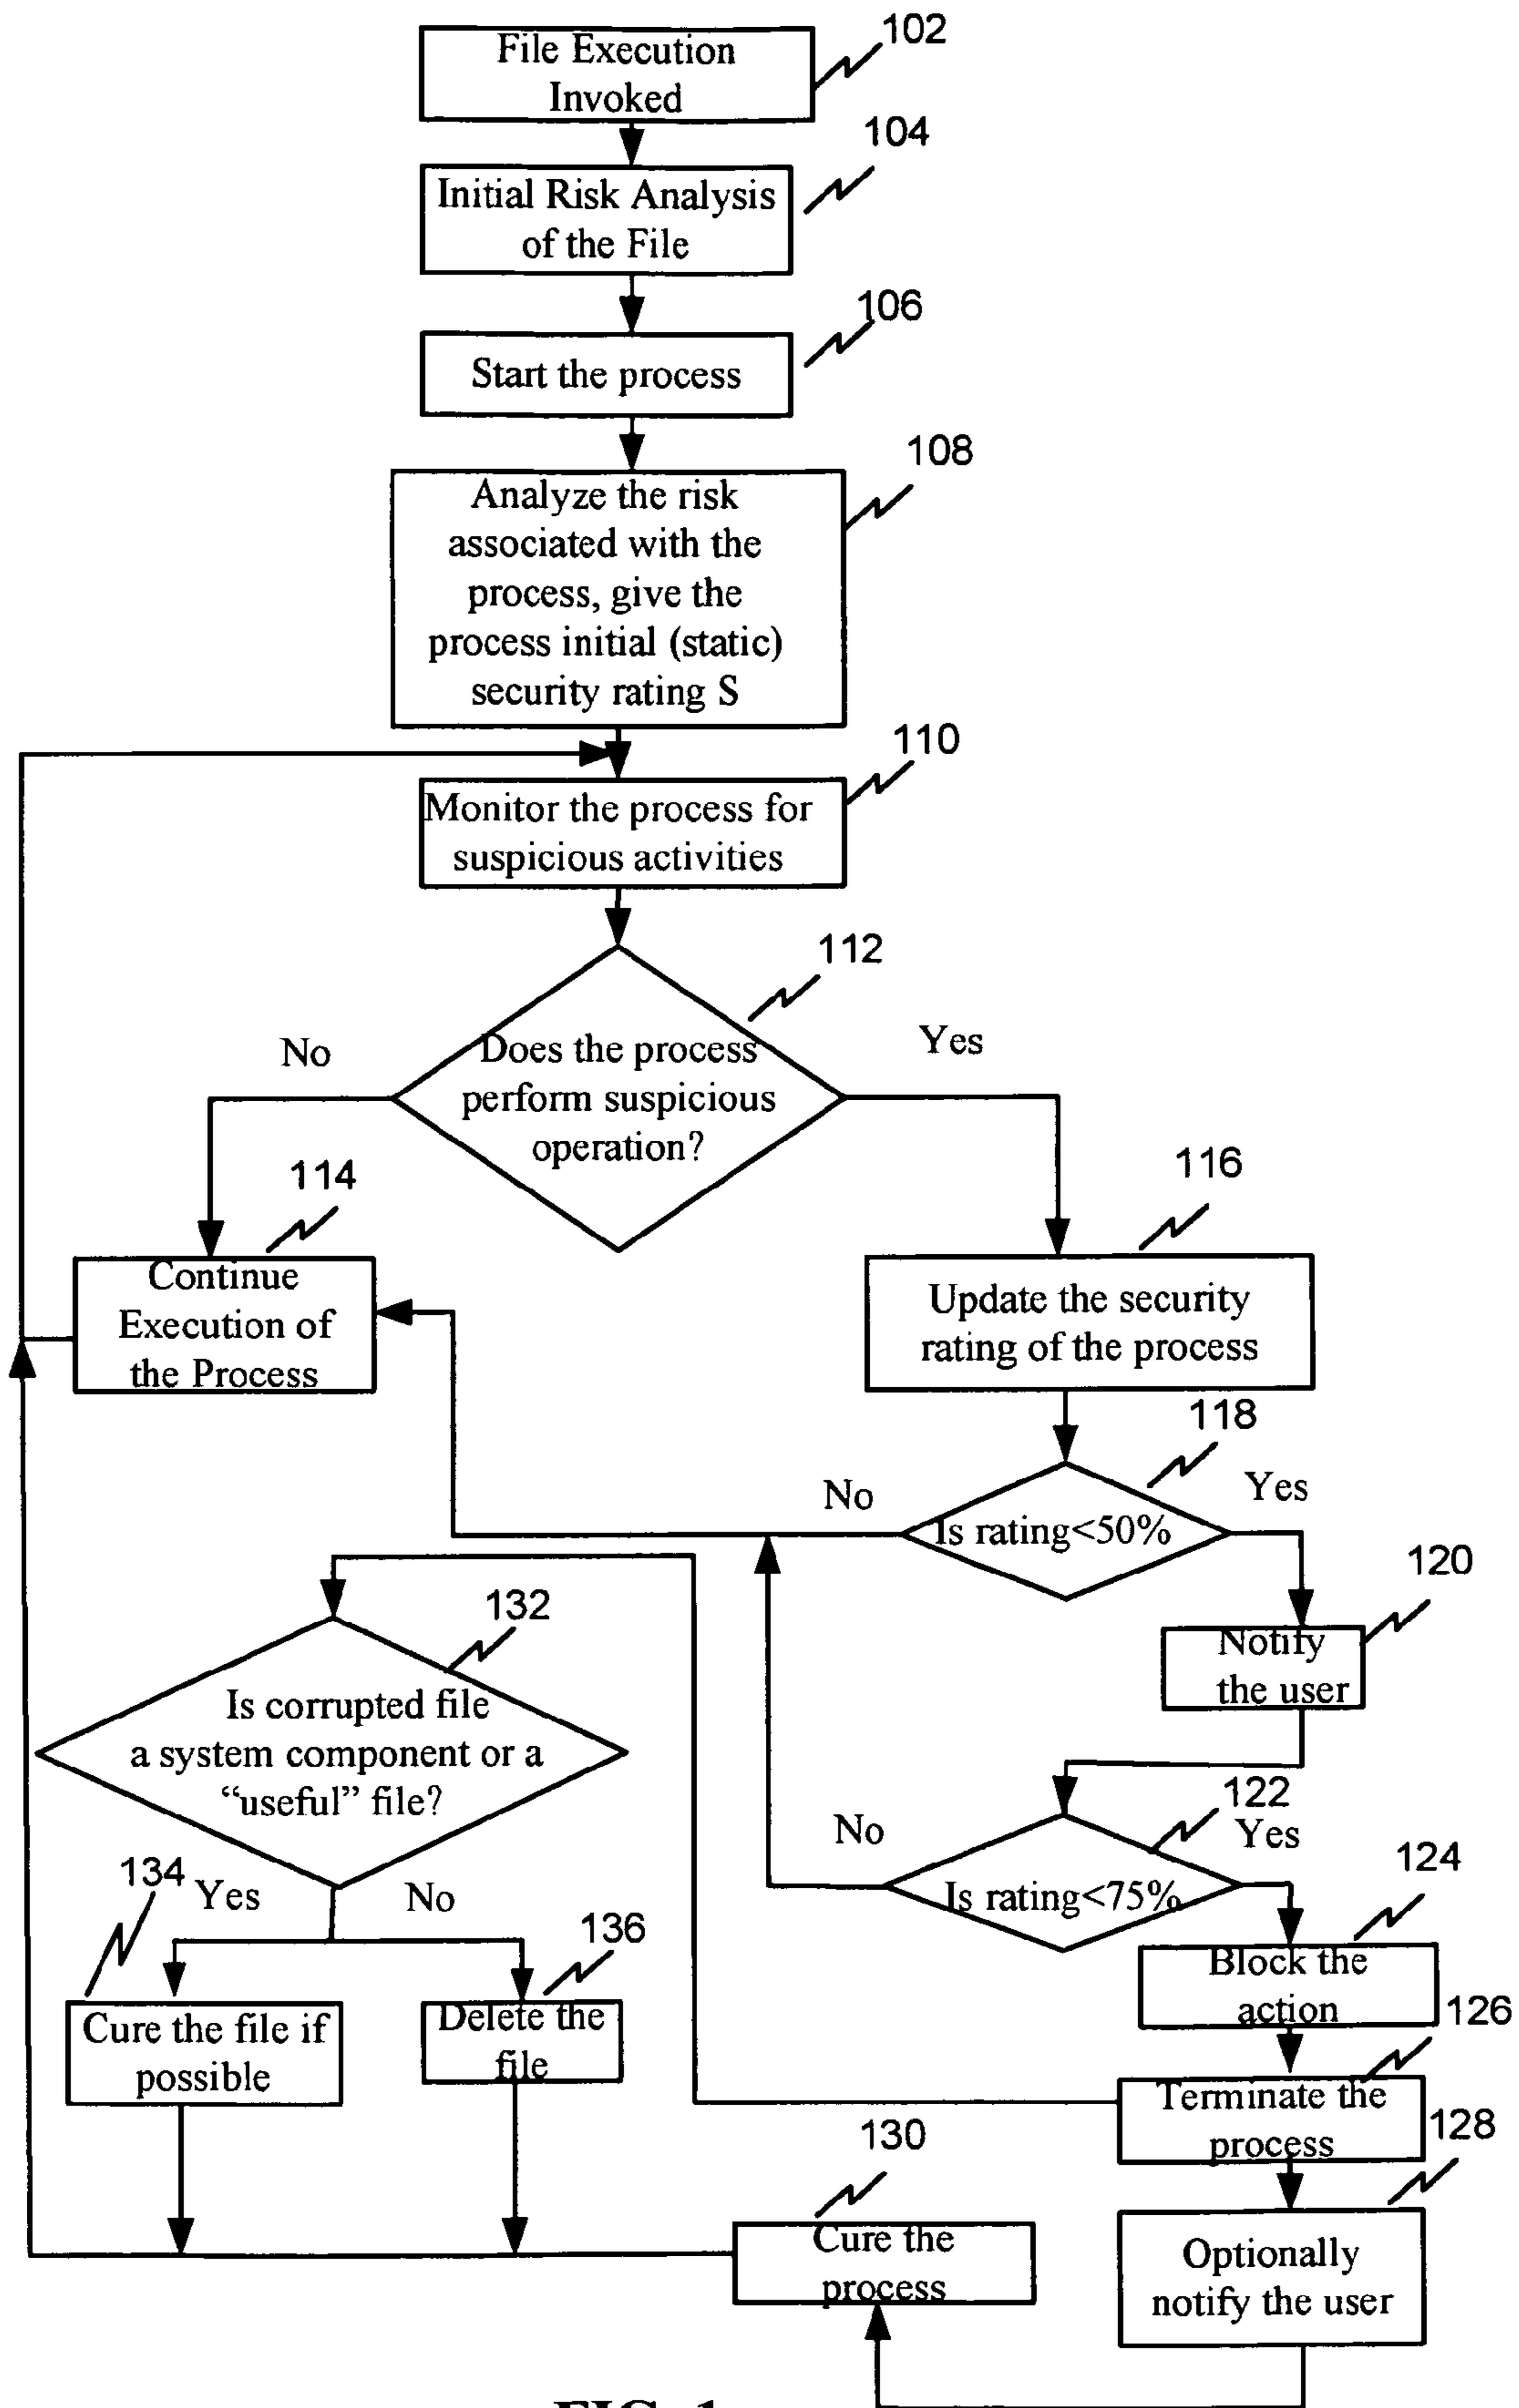 102
File Execution
Invoked
104
Initial Risk Analysis
of the File
106
Start the process
108
Analyze the risk
associated with the
process, give the
process initial (static)
security rating S
110
Monitor the process for
suspicious activities
112
No
Yes
Does the process
perform suspicious
operation?
114
Continue
Execution of
the Process
116
Update the security
rating of the process
118
No
Yes
Is rating<50%
120
Notify
the user
132
Is corrupted file
a system component or a
“useful” file?
122
No
Yes
Is rating<75%
124
Block the
action
134
Yes
No
136
Cure the file if
possible
Delete the
file
126
Terminate the
process
128
Optionally
notify the user
130
Cure the
process